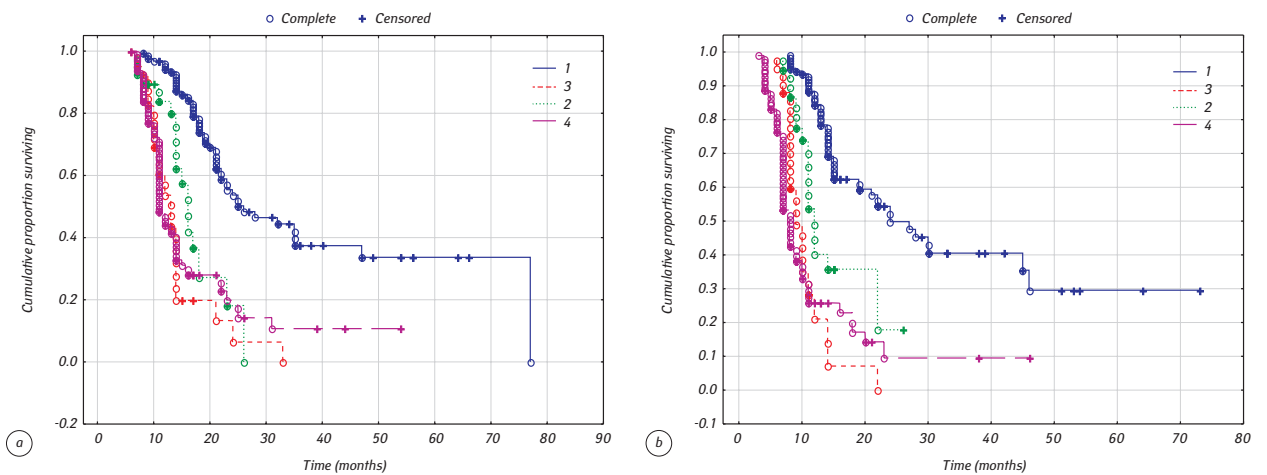 Complete Censored
1.0
0.8
0.6
0.4
0.2
0.0
-0.2
Cumulative proportion surviving
1
3
2
4
0 10 20 30 40 50 60 70 80 90
Time (months)
a
Complete Censored
1.0
0.9
0.8
0.7
0.6
0.5
0.4
0.3
0.2
0.1
0.0
-0.1
Cumulative proportion surviving
1
3
2
4
0 10 20 30 40 50 60 70 80
Time (months)
b